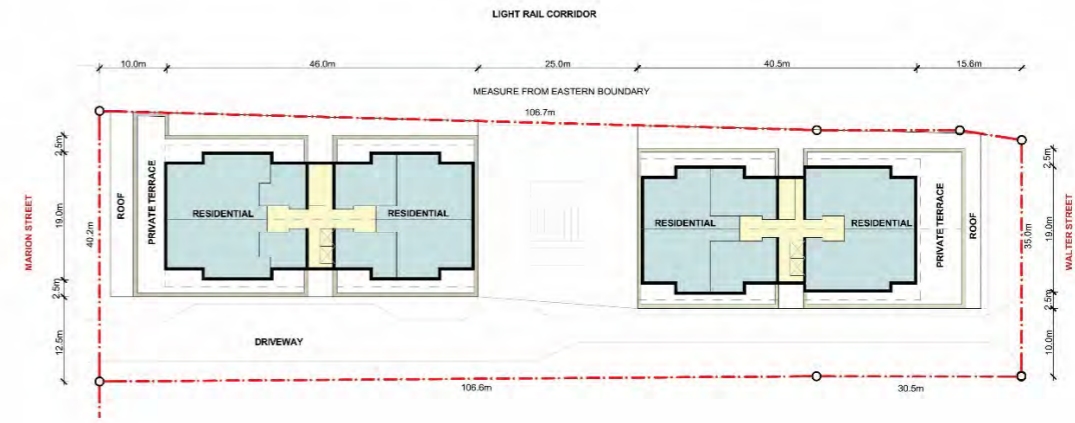 LIGHT RAIL CORRIDOR
10.0m 46.0m 25.0m 40.5m 15.6m
MEASURE FROM EASTERN BOUNDARY
106.7m
MARION STREET
2.5m
19.0m
2.5m
12.5m
40.2m
ROOF
PRIVATE TERRACE
RESIDENTIAL
RESIDENTIAL
RESIDENTIAL
RESIDENTIAL
PRIVATE TERRACE
ROOF
35.0m
2.5m
19.0m
2.5m
10.0m
WALTER STREET
DRIVEWAY
106.6m
30.5m